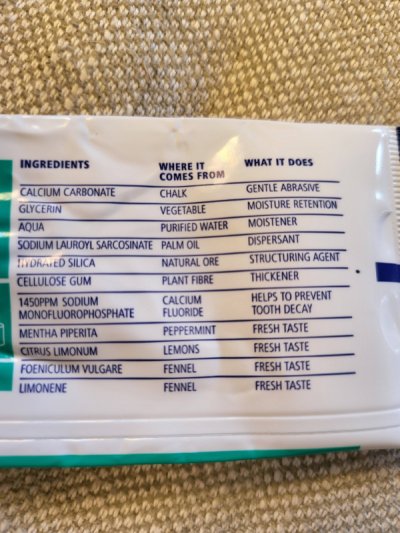 INGREDIENTS WHERE IT COMES FROM WHAT IT DOES
CALCIUM CARBONATE CHALK GENTLE ABRASIVE
GLYCERIN VEGETABLE MOISTURE RETENTION
AQUA PURIFIED WATER MOISTENER
SODIUM LAUROYL SARCOSINATE PALM OIL DISPERSANT
HYDRATED SILICA NATURAL ORE STRUCTURING AGENT
CELLULOSE GUM PLANT FIBRE THICKENER
1450PPM SODIUM CALCIUM HELPS TO PREVENT
MONOFLUOROPHOSPHATE FLUORIDE TOOTH DECAY
MENTHA PIPERITA PEPPERMINT FRESH TASTE
CITRUS LIMONUM LEMONS FRESH TASTE
FOENICULUM VULGARE FENNEL FRESH TASTE
LIMONENE FENNEL FRESH TASTE